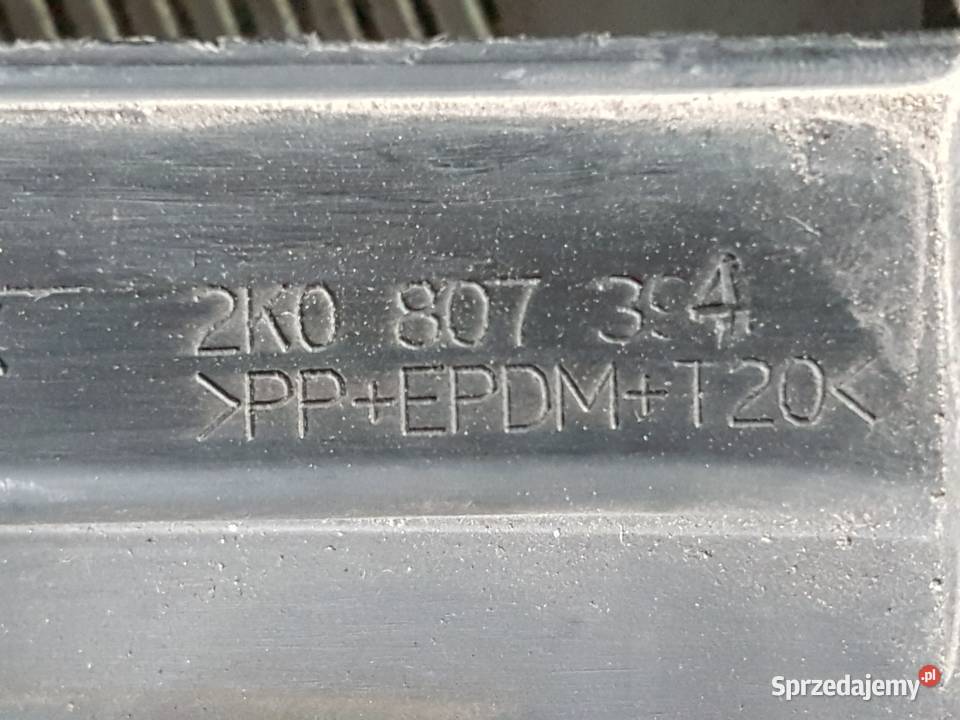 2K0 807 394
>PP+EPDM+T20<
Sprzedajemy.pl